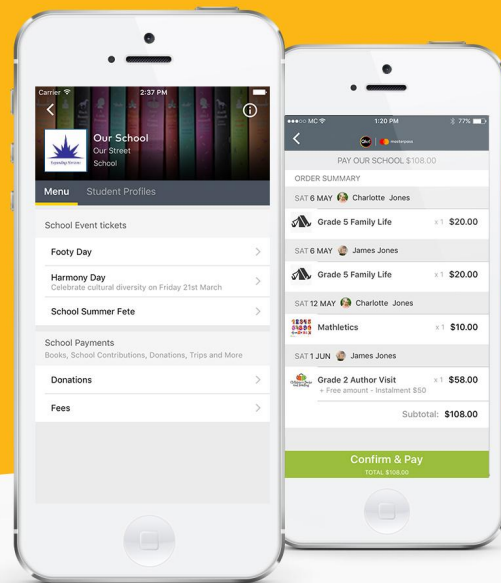 Carrier
2:37 PM
Our School
Our Street
School
Menu
Student Profiles
School Event tickets
Footy Day
Harmony Day
Celebrate cultural diversity on Friday 21st March
School Summer Fete
School Payments
Books, School Contributions, Donations, Trips and More
Donations
Fees
MC
1:20 PM
77%
Qkr!
masterpass
PAY OUR SCHOOL $108.00
ORDER SUMMARY
SAT 6 MAY Charlotte Jones
Grade 5 Family Life x 1 $20.00
SAT 6 MAY James Jones
Grade 5 Family Life x 1 $20.00
SAT 12 MAY Charlotte Jones
Mathletics x 1 $10.00
SAT 1 JUN James Jones
Grade 2 Author Visit x 1 $58.00
+ Free amount - Instalment $50
Subtotal: $108.00
Confirm & Pay
TOTAL $108.00